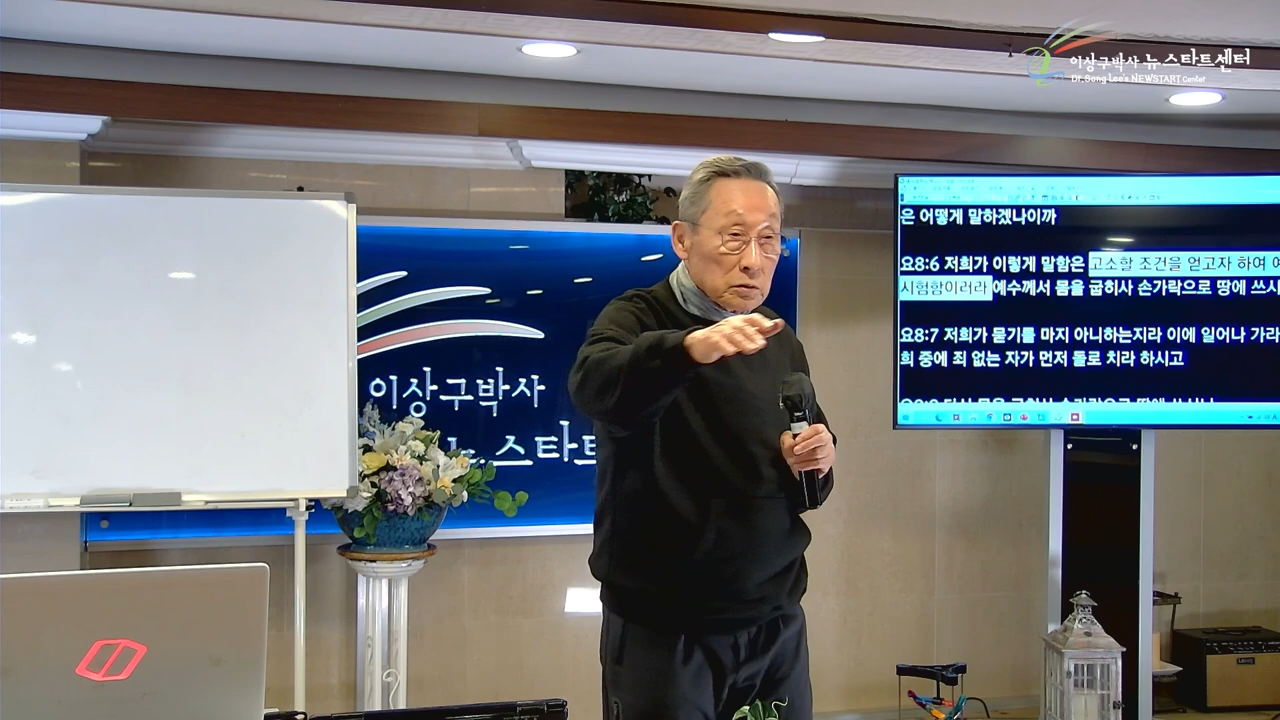 이상구박사 뉴스타트센터
Dr. Sang Lee's NEWSTART Center
은 어떻게 말하겠나이까
요8:6 저희가 이렇게 말함은 고소할 조건을 얻고자 하여
시험함이러라 예수께서 몸을 굽히사 손가락으로 땅에 쓰시
요8:7 저희가 묻기를 마지 아니하는지라 이에 일어나 가라
희 중에 죄 없는 자가 먼저 돌로 치라 하시고
이상구박사
뉴스타트